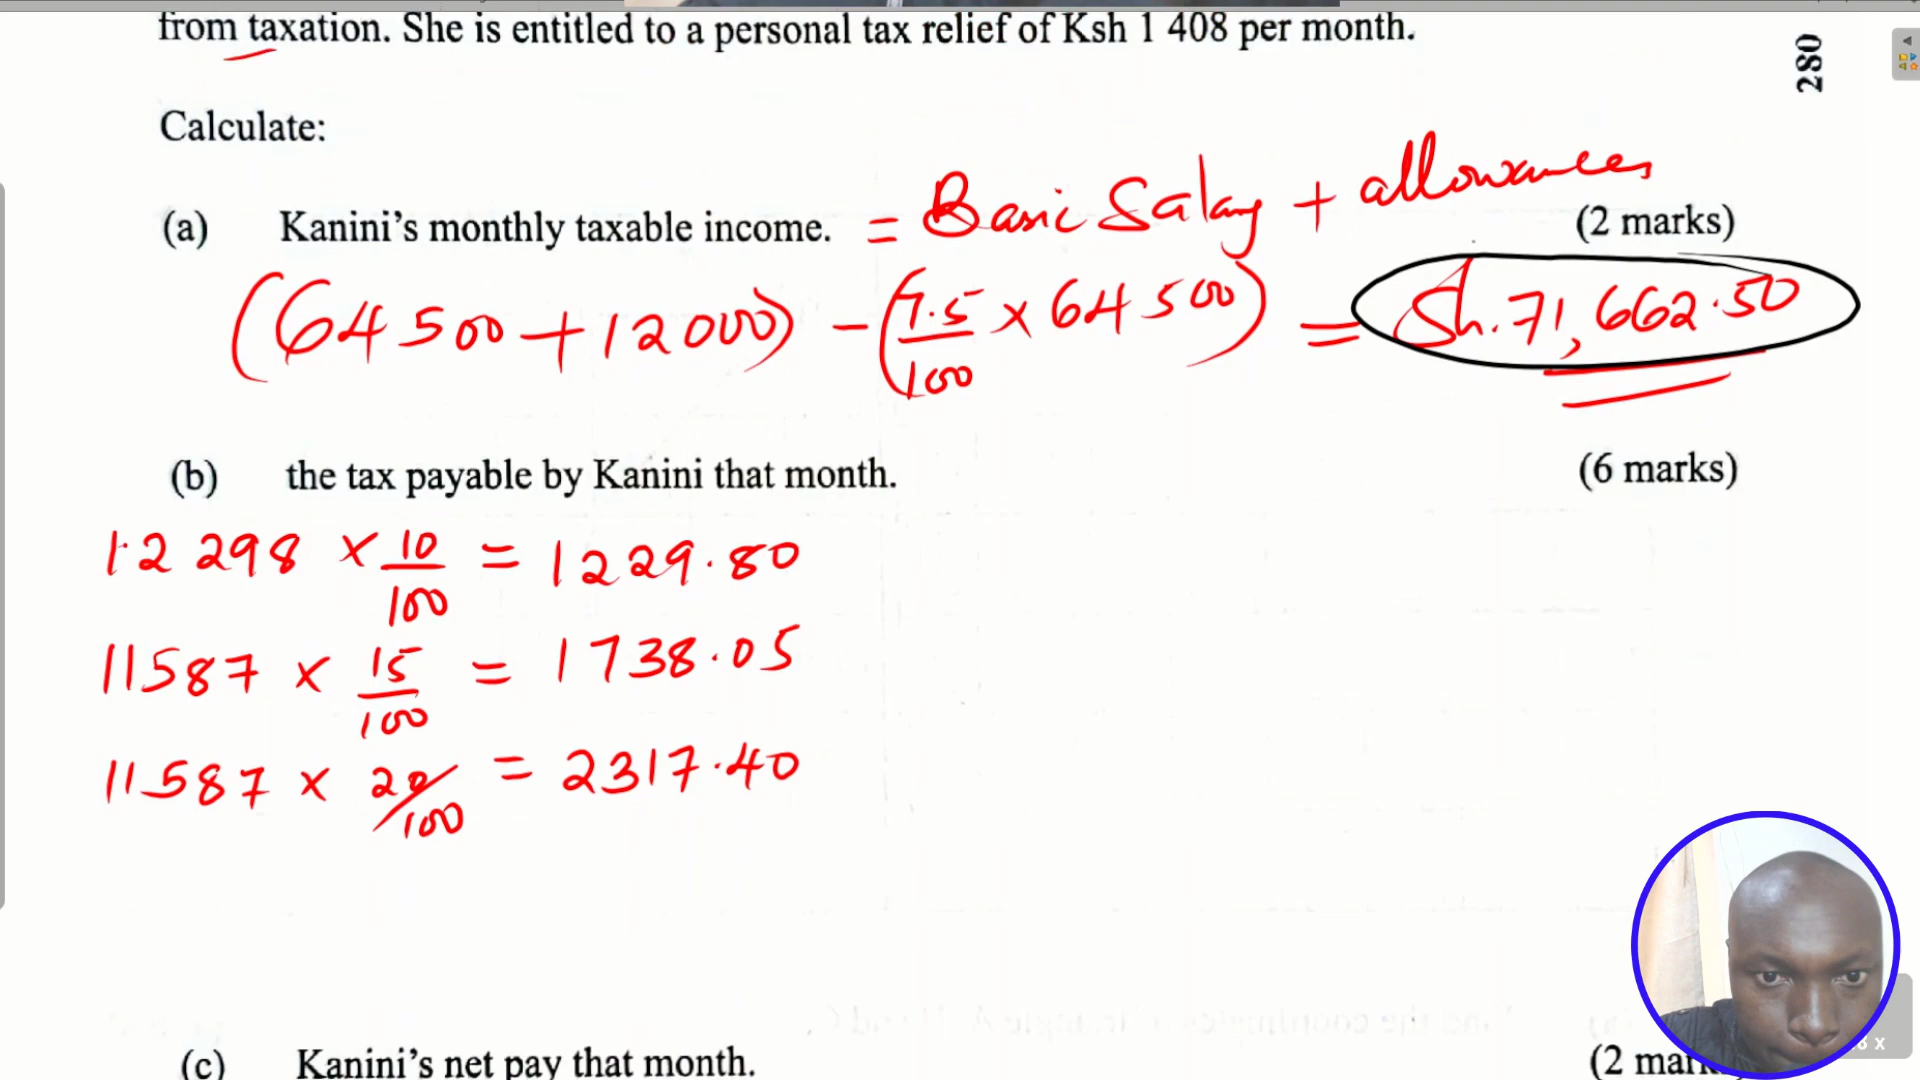 from taxation. She is entitled to a personal tax relief of Ksh 1 408 per month.
280
Calculate:
(a) Kanini's monthly taxable income. = Basic Salary + allowances (2 marks)
(64 500 + 12 000) - (7.5/100 × 64 500) = Sh. 71,662.50
(b) the tax payable by Kanini that month. (6 marks)
12 298 × 10/100 = 1229.80
11587 × 15/100 = 1738.05
11587 × 20/100 = 2317.40
(c) Kanini's net pay that month. (2